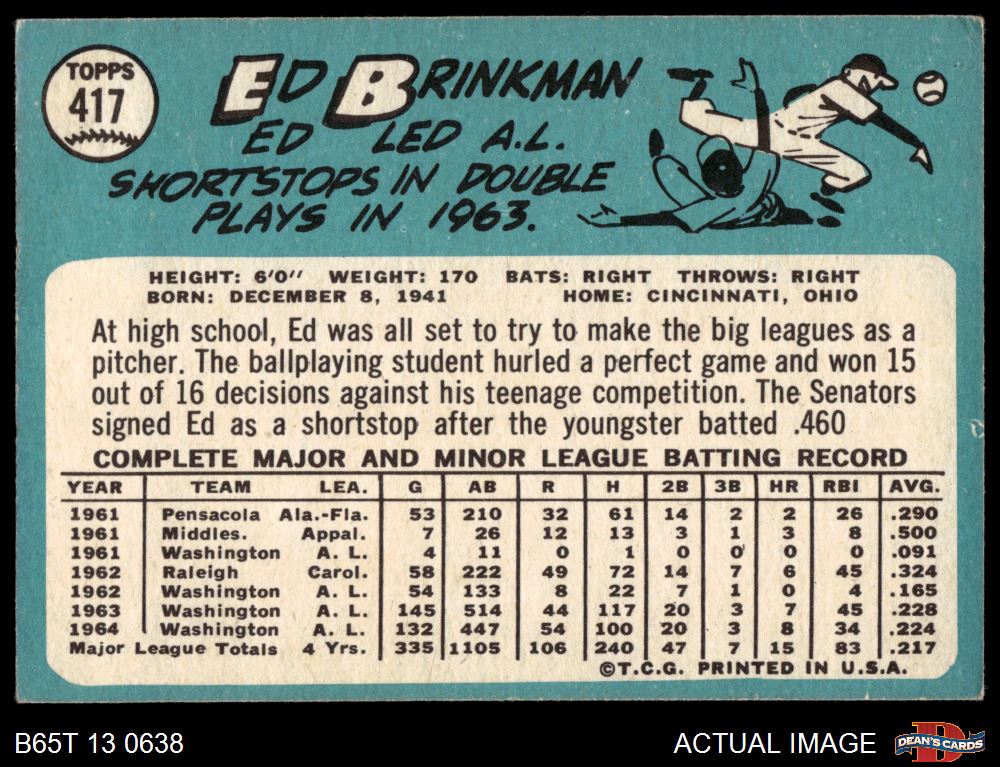 TOPPS
417
ED BRINKMAN
ED LED A.L.
SHORTSTOPS IN DOUBLE
PLAYS IN 1963.
HEIGHT: 6'0" WEIGHT: 170 BATS: RIGHT THROWS: RIGHT
BORN: DECEMBER 8, 1941 HOME: CINCINNATI, OHIO
At high school, Ed was all set to try to make the big leagues as a
pitcher. The ballplaying student hurled a perfect game and won 15
out of 16 decisions against his teenage competition. The Senators
signed Ed as a shortstop after the youngster batted .460
COMPLETE MAJOR AND MINOR LEAGUE BATTING RECORD
YEAR TEAM LEA. G AB R H 2B 3B HR RBI AVG.
1961 Pensacola Ala.-Fla. 53 210 32 61 14 2 2 26 .290
1961 Middles. Appal. 7 26 12 13 3 1 3 8 .500
1961 Washington A. L. 4 11 0 1 0 0 0 0 .091
1962 Raleigh Carol. 58 222 49 72 14 7 6 45 .324
1962 Washington A. L. 54 133 8 22 7 1 0 4 .165
1963 Washington A. L. 145 514 44 117 20 3 7 45 .228
1964 Washington A. L. 132 447 54 100 20 3 8 34 .224
Major League Totals 4 Yrs. 335 1105 106 240 47 7 15 83 .217
©T.C.G. PRINTED IN U.S.A.
B65T 13 0638
ACTUAL IMAGE
D
DEAN'S CARDS